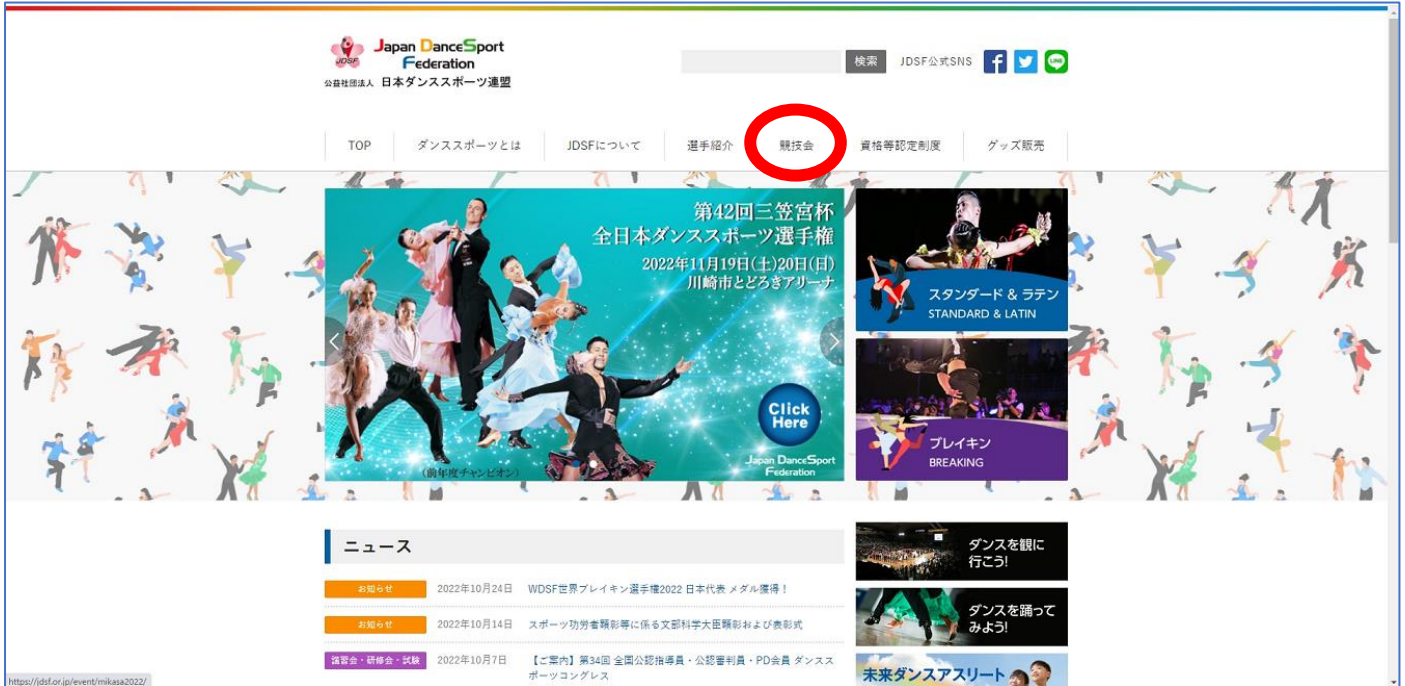 Japan DanceSport
Federation
JDSF
公益社団法人 日本ダンススポーツ連盟
検索
JDSF公式SNS
LINE
TOP
ダンススポーツとは
JDSFについて
選手紹介
競技会
資格等認定制度
グッズ販売
第42回三笠宮杯
全日本ダンススポーツ選手権
2022年11月19日(土)20日(日)
川崎市とどろきアリーナ
Click
Here
(前年度チャンピオン)
Japan DanceSport
Federation
スタンダード & ラテン
STANDARD & LATIN
ブレイキン
BREAKING
ニュース
お知らせ 2022年10月24日 WDSF世界ブレイキン選手権2022 日本代表 メダル獲得！
お知らせ 2022年10月14日 スポーツ功労者顕彰等に係る文部科学大臣顕彰および表彰式
講習会・研修会・試験 2022年10月7日 【ご案内】第34回 全国公認指導員・公認審判員・PD会員 ダンスス
ポーツコングレス
ダンスを観に
行こう!
ダンスを踊って
みよう!
未来ダンスアスリート
https://jdsf.or.jp/event/mikasa2022/